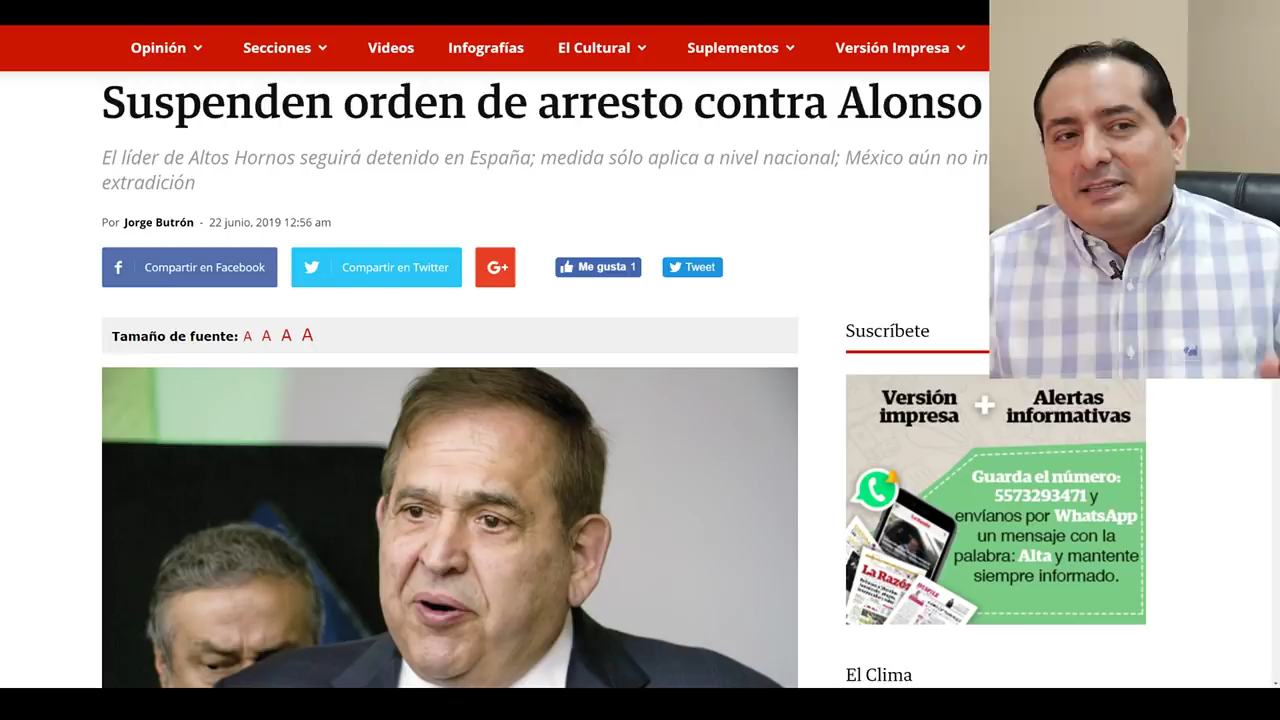 Opinión
Secciones
Videos
Infografías
El Cultural
Suplementos
Versión Impresa
Suspenden orden de arresto contra Alonso
El líder de Altos Hornos seguirá detenido en España; medida sólo aplica a nivel nacional; México aún no in
extradición
Por Jorge Butrón - 22 junio, 2019 12:56 am
Compartir en Facebook
Compartir en Twitter
G+
Me gusta 1
Tweet
Tamaño de fuente: A A A A
Suscríbete
Versión
impresa
+
Alertas
informativas
Guarda el número:
5573293471 y
envíanos por WhatsApp
un mensaje con la
palabra: Alta y mantente
siempre informado.
La Razón
El Clima